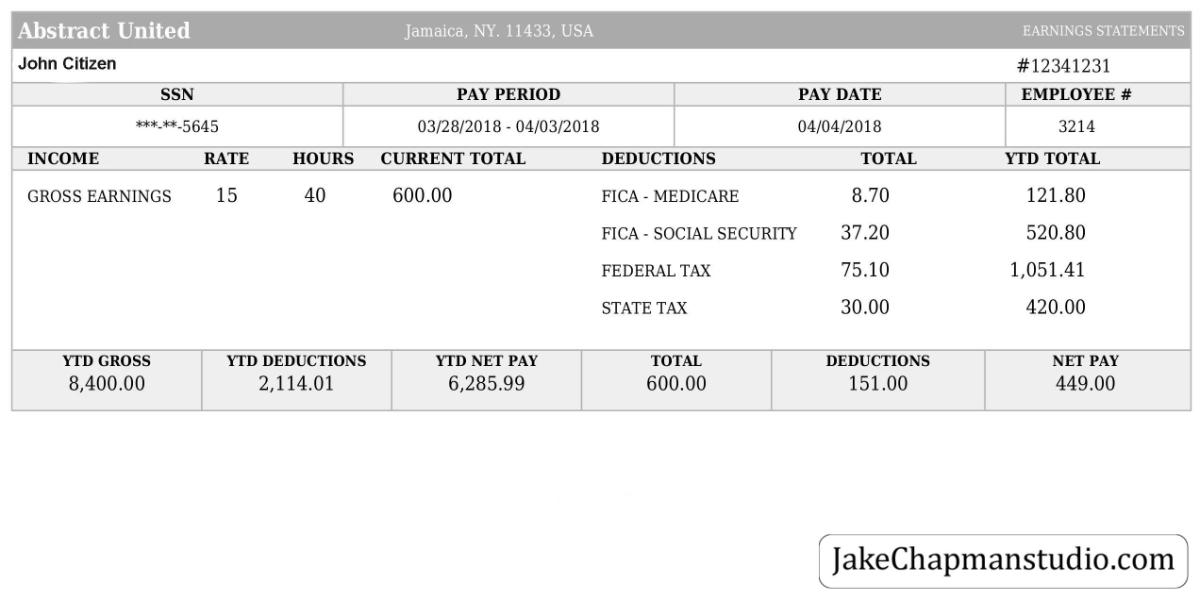 Abstract United Jamaica, NY. 11433, USA EARNINGS STATEMENTS
John Citizen #12341231
SSN PAY PERIOD PAY DATE EMPLOYEE #
***-**-5645 03/28/2018 - 04/03/2018 04/04/2018 3214
INCOME RATE HOURS CURRENT TOTAL DEDUCTIONS TOTAL YTD TOTAL
GROSS EARNINGS 15 40 600.00 FICA - MEDICARE 8.70 121.80
FICA - SOCIAL SECURITY 37.20 520.80
FEDERAL TAX 75.10 1,051.41
STATE TAX 30.00 420.00
YTD GROSS YTD DEDUCTIONS YTD NET PAY TOTAL DEDUCTIONS NET PAY
8,400.00 2,114.01 6,285.99 600.00 151.00 449.00
JakeChapmanstudio.com